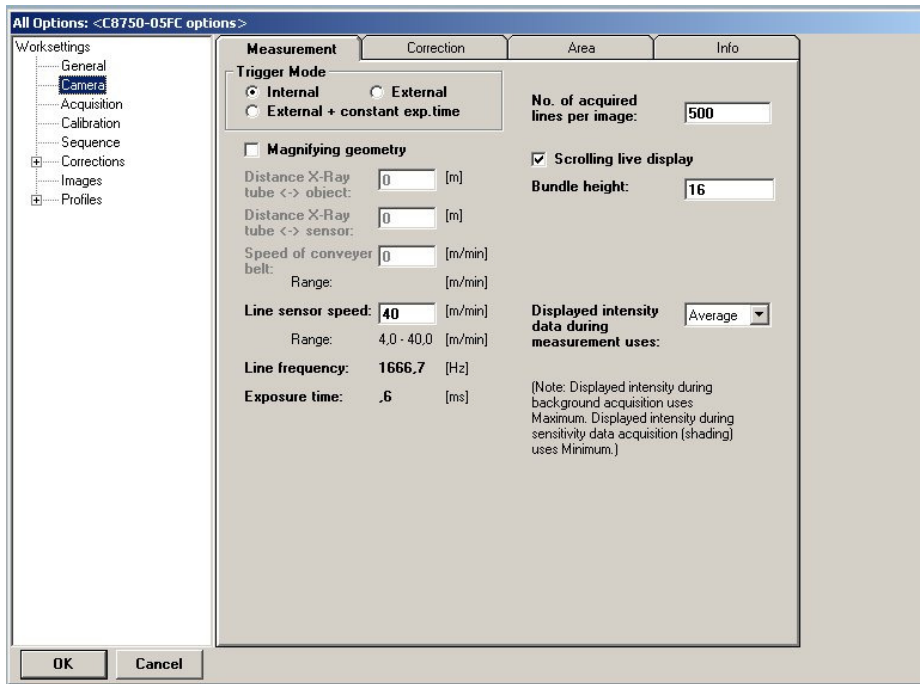 All Options: <C8750-05FC options>
Worksettings
General
Camera
Acquisition
Calibration
Sequence
Corrections
Images
Profiles
Measurement
Correction
Area
Info
Trigger Mode
Internal
External
External + constant exp.time
Magnifying geometry
Distance X-Ray
tube <-> object:
0
[m]
Distance X-Ray
tube <-> sensor:
0
[m]
Speed of conveyer
belt:
0
[m/min]
Range:
[m/min]
Line sensor speed:
40
[m/min]
Range:
4,0 - 40,0
[m/min]
Line frequency:
1666,7
[Hz]
Exposure time:
,6
[ms]
No. of acquired
lines per image:
500
Scrolling live display
Bundle height:
16
Displayed intensity
data during
measurement uses:
Average
(Note: Displayed intensity during
background acquisition uses
Maximum. Displayed intensity during
sensitivity data acquisition (shading)
uses Minimum.)
OK
Cancel